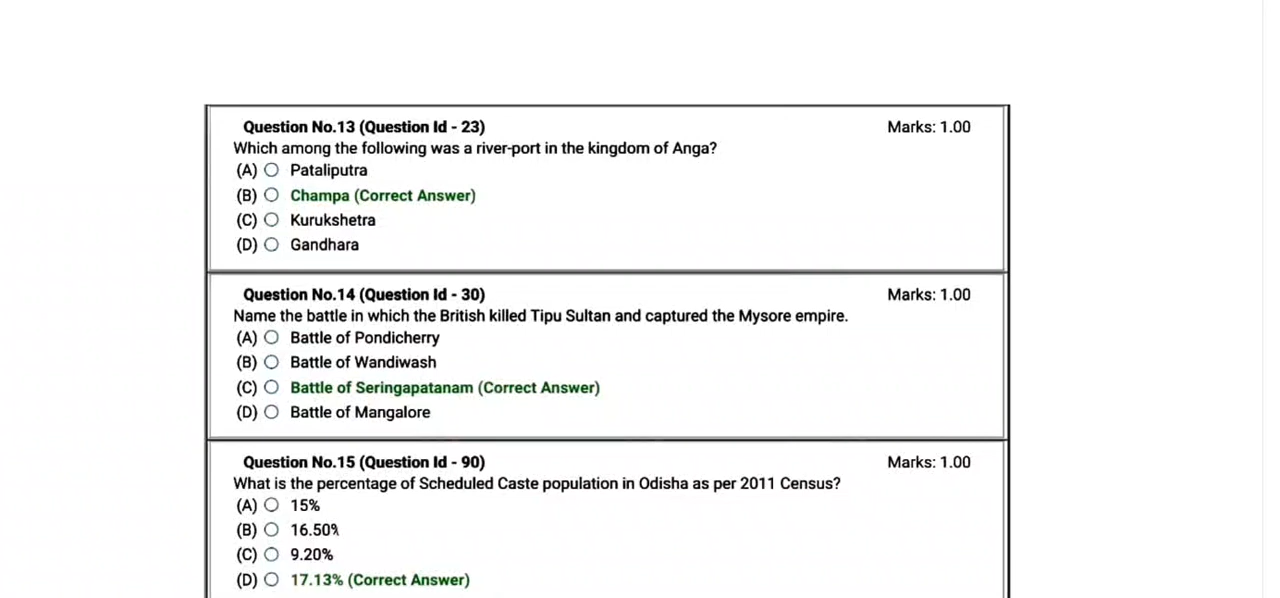 Question No.13 (Question Id - 23) Marks: 1.00
Which among the following was a river-port in the kingdom of Anga?
(A) Pataliputra
(B) Champa (Correct Answer)
(C) Kurukshetra
(D) Gandhara
Question No.14 (Question Id - 30) Marks: 1.00
Name the battle in which the British killed Tipu Sultan and captured the Mysore empire.
(A) Battle of Pondicherry
(B) Battle of Wandiwash
(C) Battle of Seringapatanam (Correct Answer)
(D) Battle of Mangalore
Question No.15 (Question Id - 90) Marks: 1.00
What is the percentage of Scheduled Caste population in Odisha as per 2011 Census?
(A) 15%
(B) 16.50%
(C) 9.20%
(D) 17.13% (Correct Answer)